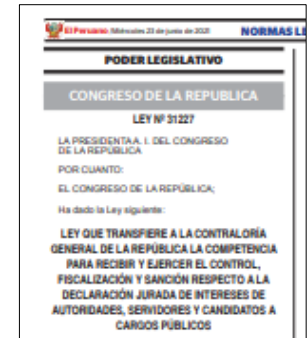 El Peruano / Miércoles 23 de junio de 2021 NORMAS LE
PODER LEGISLATIVO
CONGRESO DE LA REPUBLICA
LEY Nº 31227
LA PRESIDENTA A. I. DEL CONGRESO
DE LA REPÚBLICA
POR CUANTO:
EL CONGRESO DE LA REPÚBLICA;
Ha dado la Ley siguiente:
LEY QUE TRANSFIERE A LA CONTRALORÍA
GENERAL DE LA REPÚBLICA LA COMPETENCIA
PARA RECIBIR Y EJERCER EL CONTROL,
FISCALIZACIÓN Y SANCIÓN RESPECTO A LA
DECLARACIÓN JURADA DE INTERESES DE
AUTORIDADES, SERVIDORES Y CANDIDATOS A
CARGOS PÚBLICOS